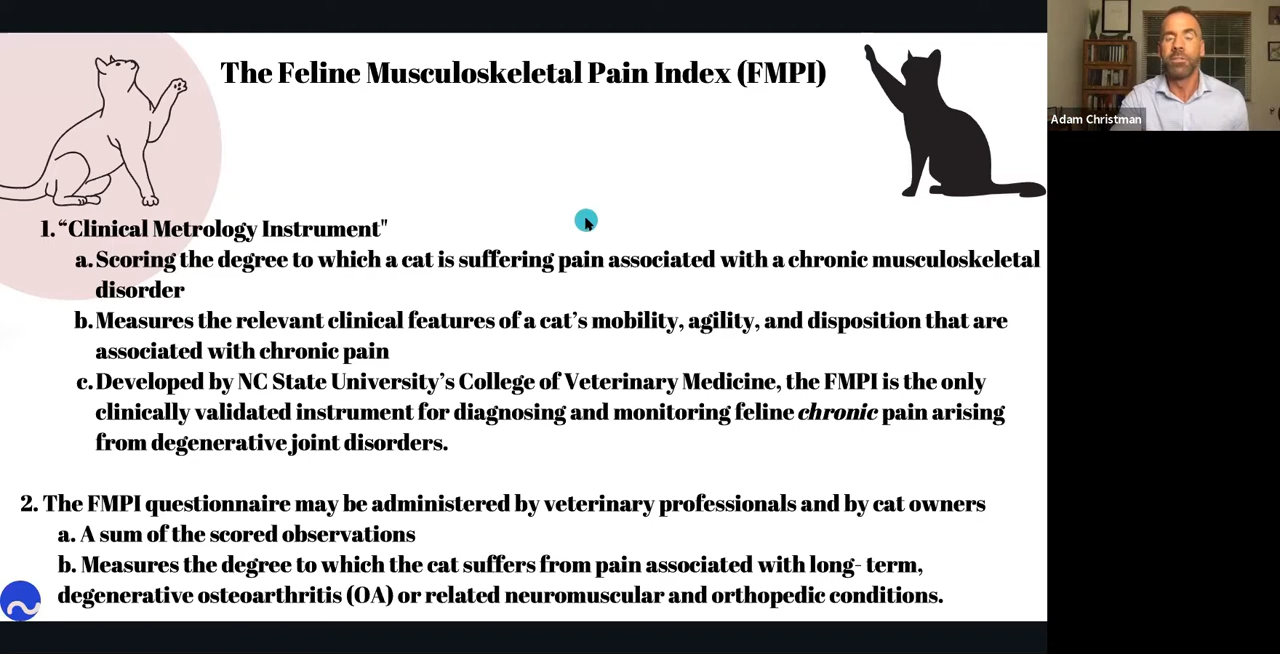 The Feline Musculoskeletal Pain Index (FMPI)
Adam Christman
1. “Clinical Metrology Instrument"
a. Scoring the degree to which a cat is suffering pain associated with a chronic musculoskeletal
disorder
b. Measures the relevant clinical features of a cat’s mobility, agility, and disposition that are
associated with chronic pain
c. Developed by NC State University’s College of Veterinary Medicine, the FMPI is the only
clinically validated instrument for diagnosing and monitoring feline chronic pain arising
from degenerative joint disorders.
2. The FMPI questionnaire may be administered by veterinary professionals and by cat owners
a. A sum of the scored observations
b. Measures the degree to which the cat suffers from pain associated with long- term,
degenerative osteoarthritis (OA) or related neuromuscular and orthopedic conditions.